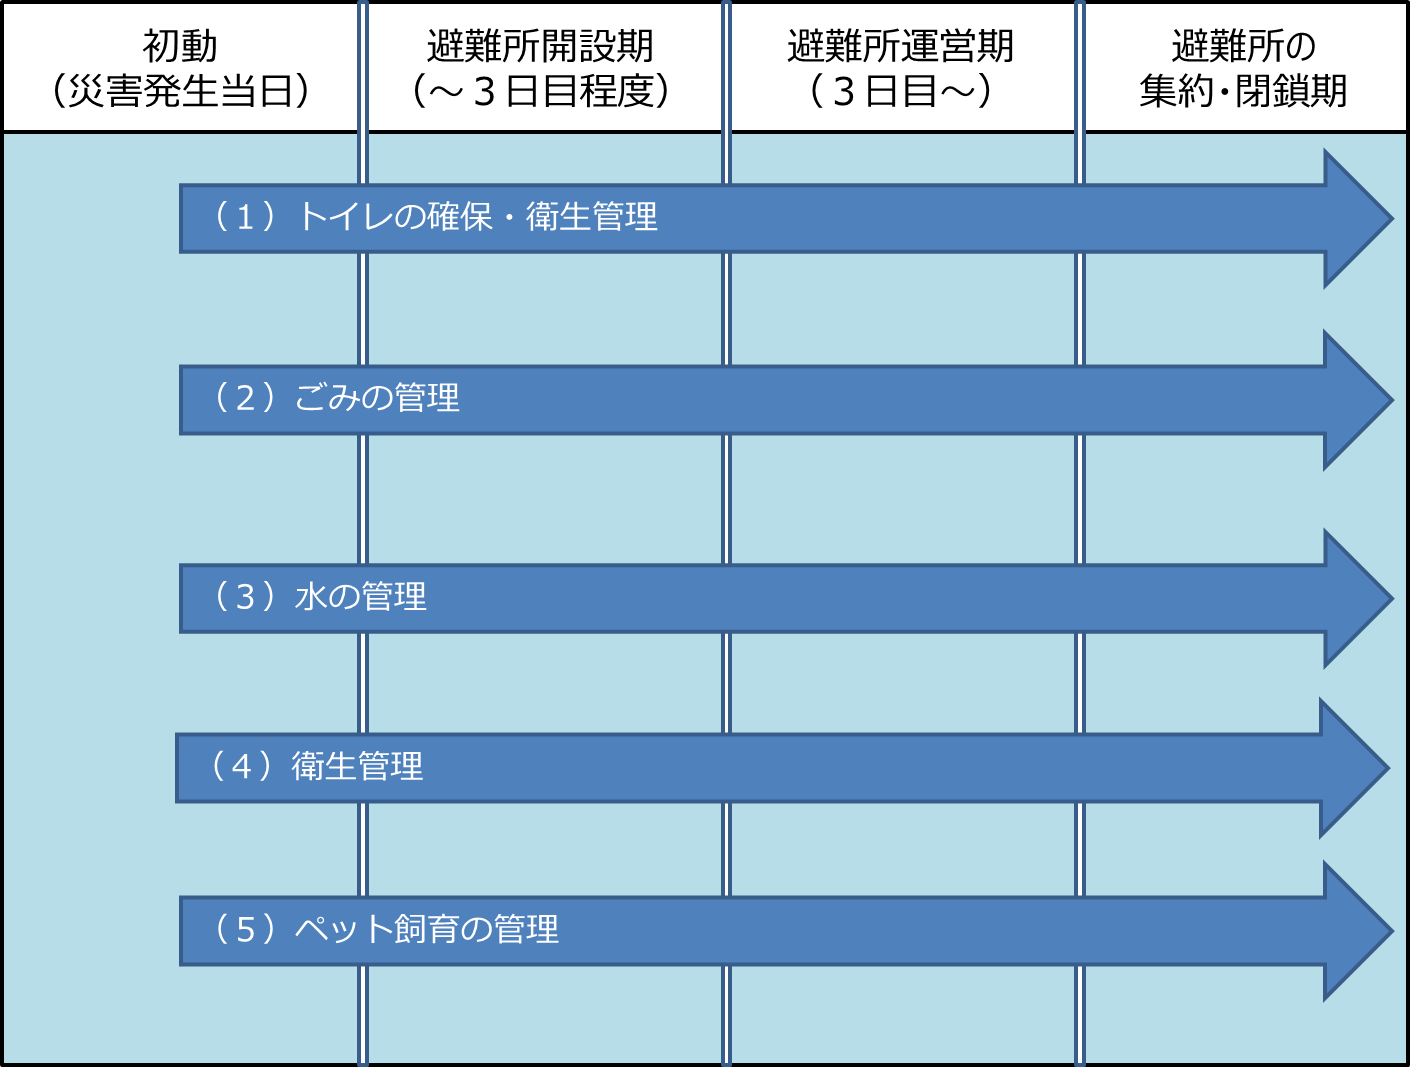 初動
（災害発生当日）
避難所開設期
（～３日目程度）
避難所運営期
（３日目～）
避難所の
集約・閉鎖期
（１）トイレの確保・衛生管理
（２）ごみの管理
（３）水の管理
（４）衛生管理
（５）ペット飼育の管理